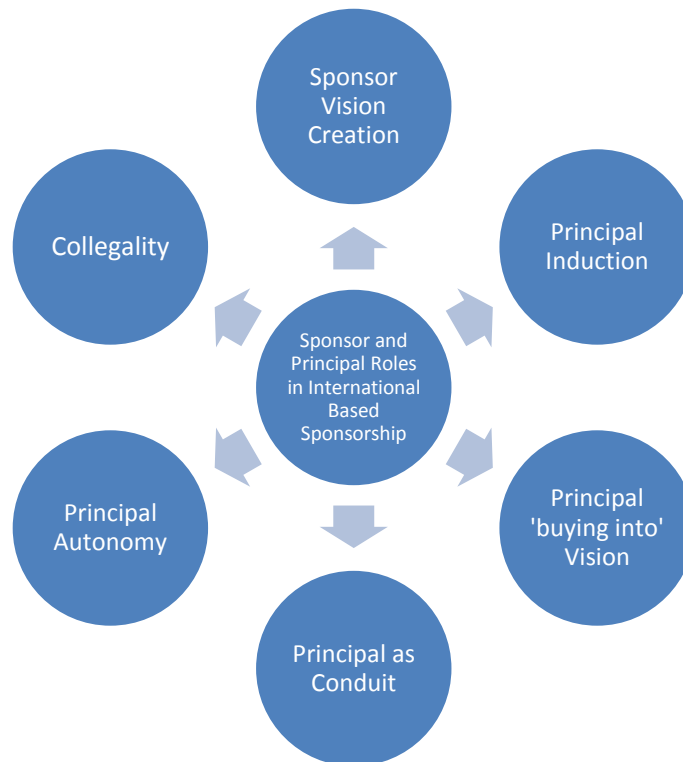 Sponsor
Vision
Creation
Collegality
Principal
Induction
Sponsor and
Principal Roles
in International
Based
Sponsorship
Principal
Autonomy
Principal
'buying into'
Vision
Principal as
Conduit